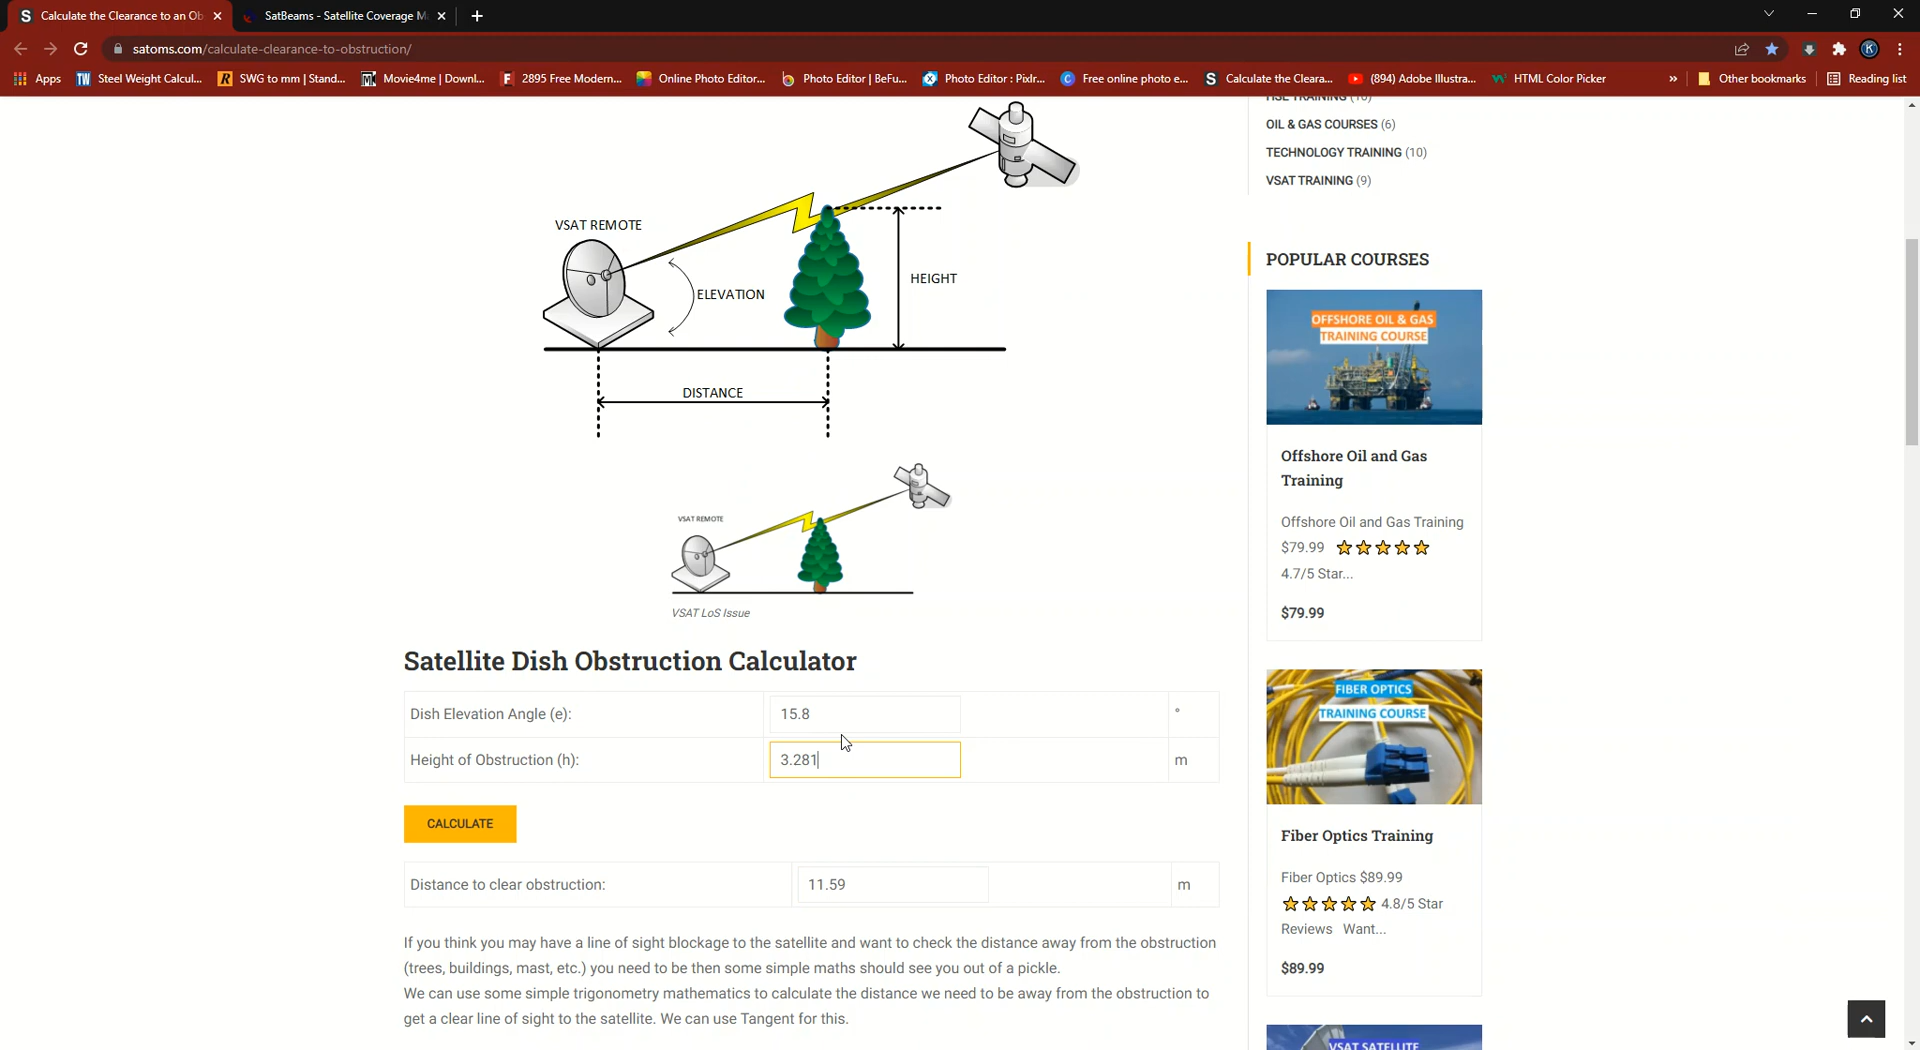 Calculate the Clearance to an Ob
SatBeams - Satellite Coverage Ma
satoms.com/calculate-clearance-to-obstruction/
K
Apps
TW Steel Weight Calcul...
R SWG to mm | Stand...
Movie4me | Downl...
F 2895 Free Modern...
Online Photo Editor...
Photo Editor | BeFu...
Photo Editor : Pixlr...
C Free online photo e...
S Calculate the Cleara...
(894) Adobe Illustra...
HTML Color Picker
»
Other bookmarks
Reading list
VSAT REMOTE
ELEVATION
HEIGHT
DISTANCE
VSAT REMOTE
VSAT LoS Issue
Satellite Dish Obstruction Calculator
Dish Elevation Angle (e): 15.8 °
Height of Obstruction (h): 3.281 m
CALCULATE
Distance to clear obstruction: 11.59 m
If you think you may have a line of sight blockage to the satellite and want to check the distance away from the obstruction
(trees, buildings, mast, etc.) you need to be then some simple maths should see you out of a pickle.
We can use some simple trigonometry mathematics to calculate the distance we need to be away from the obstruction to
get a clear line of sight to the satellite. We can use Tangent for this.
HSE TRAINING (10)
OIL & GAS COURSES (6)
TECHNOLOGY TRAINING (10)
VSAT TRAINING (9)
POPULAR COURSES
OFFSHORE OIL & GAS
TRAINING COURSE
Offshore Oil and Gas
Training
Offshore Oil and Gas Training
$79.99
4.7/5 Star...
$79.99
FIBER OPTICS
TRAINING COURSE
Fiber Optics Training
Fiber Optics $89.99
4.8/5 Star
Reviews Want...
$89.99
VSAT SATELLITE